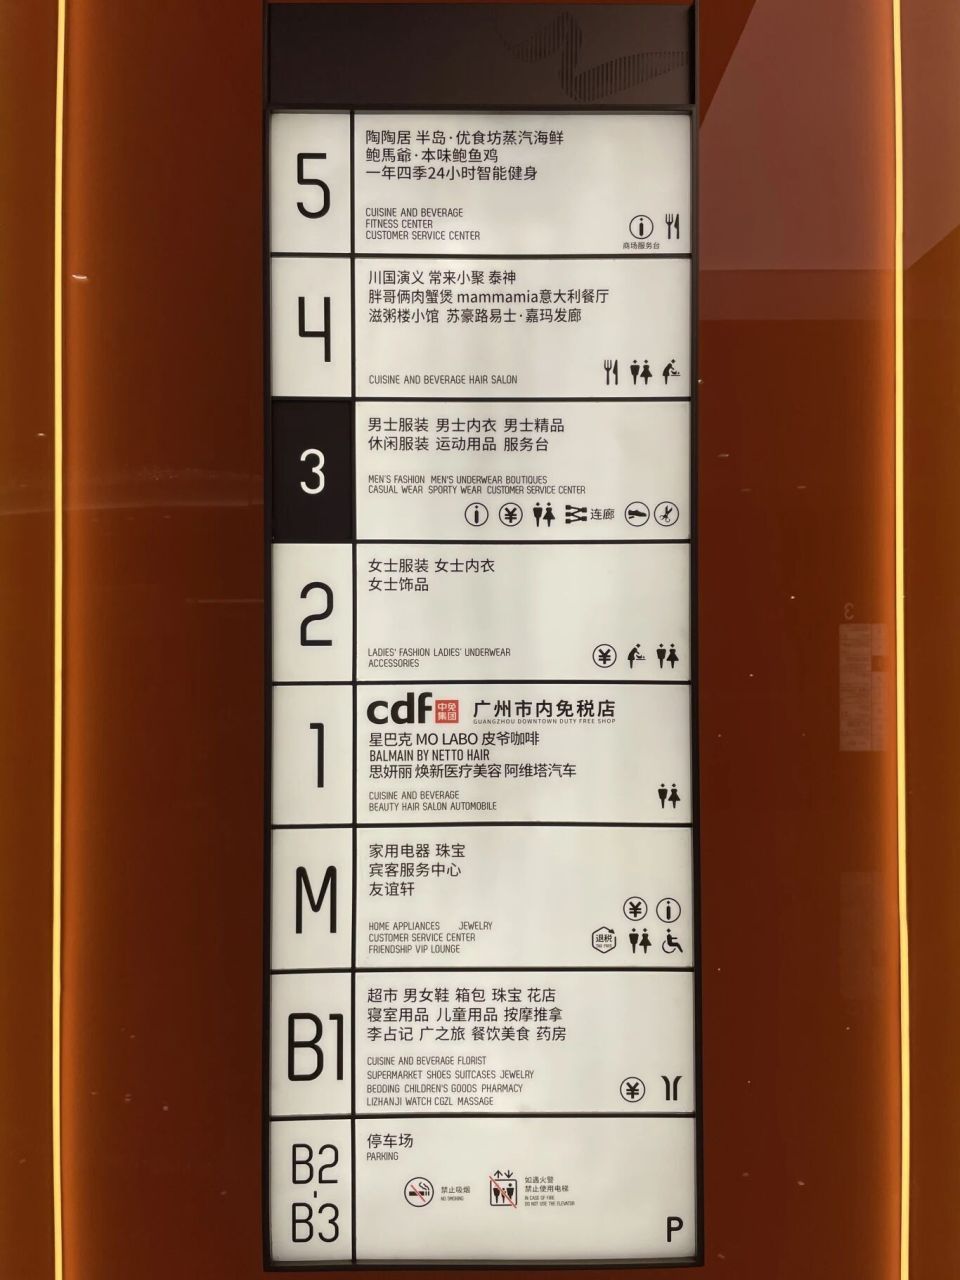 5
陶陶居 半岛·优食坊蒸汽海鲜
鲍馬爺·本味鲍鱼鸡
一年四季24小时智能健身
CUISINE AND BEVERAGE
FITNESS CENTER
CUSTOMER SERVICE CENTER
商场服务台
4
川国演义 常来小聚 泰神
胖哥俩肉蟹煲 mammamia意大利餐厅
滋粥楼小馆 苏豪路易士·嘉玛发廊
CUISINE AND BEVERAGE HAIR SALON
3
男士服装 男士内衣 男士精品
休闲服装 运动用品 服务台
MEN'S FASHION MEN'S UNDERWEAR BOUTIQUES
CASUAL WEAR SPORTY WEAR CUSTOMER SERVICE CENTER
连廊
2
女士服装 女士内衣
女士饰品
LADIES' FASHION LADIES' UNDERWEAR
ACCESSORIES
1
cdf 中免集团 广州市内免税店
GUANGZHOU DOWNTOWN DUTY FREE SHOP
星巴克 MO LABO 皮爷咖啡
BALMAIN BY NETTO HAIR
思妍丽 焕新医疗美容 阿维塔汽车
CUISINE AND BEVERAGE
BEAUTY HAIR SALON AUTOMOBILE
M
家用电器 珠宝
宾客服务中心
友谊轩
HOME APPLIANCES JEWELRY
CUSTOMER SERVICE CENTER
FRIENDSHIP VIP LOUNGE
退税
TAX FREE
B1
超市 男女鞋 箱包 珠宝 花店
寝室用品 儿童用品 按摩推拿
李占记 广之旅 餐饮美食 药房
CUISINE AND BEVERAGE FLORIST
SUPERMARKET SHOES SUITCASES JEWELRY
BEDDING CHILDREN'S GOODS PHARMACY
LIZHANJI WATCH CGZL MASSAGE
B2
-
B3
停车场
PARKING
禁止吸烟
NO SMOKING
如遇火警
禁止使用电梯
IN CASE OF FIRE
DO NOT USE THE ELEVATOR
P